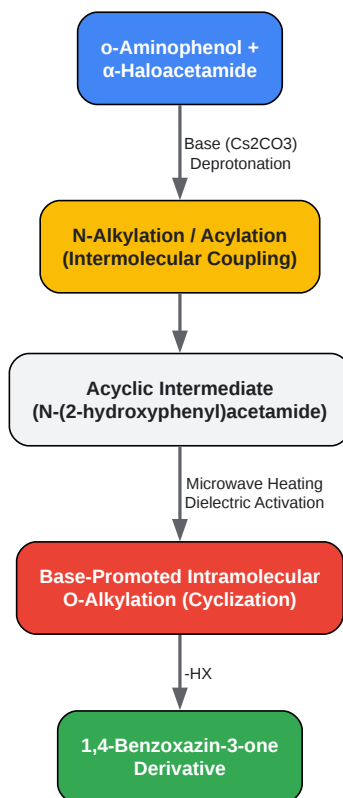 o-Aminophenol +
α-Haloacetamide
Base (Cs2CO3)
Deprotonation
N-Alkylation / Acylation
(Intermolecular Coupling)
Acyclic Intermediate
(N-(2-hydroxyphenyl)acetamide)
Microwave Heating
Dielectric Activation
Base-Promoted Intramolecular
O-Alkylation (Cyclization)
-HX
1,4-Benzoxazin-3-one
Derivative